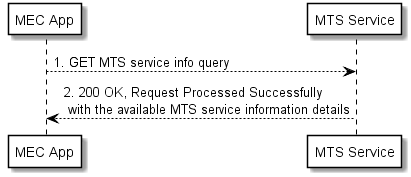 MEC App
MTS Service
1. GET MTS service info query
2. 200 OK, Request Processed Successfully
with the available MTS service information details
MEC App
MTS Service